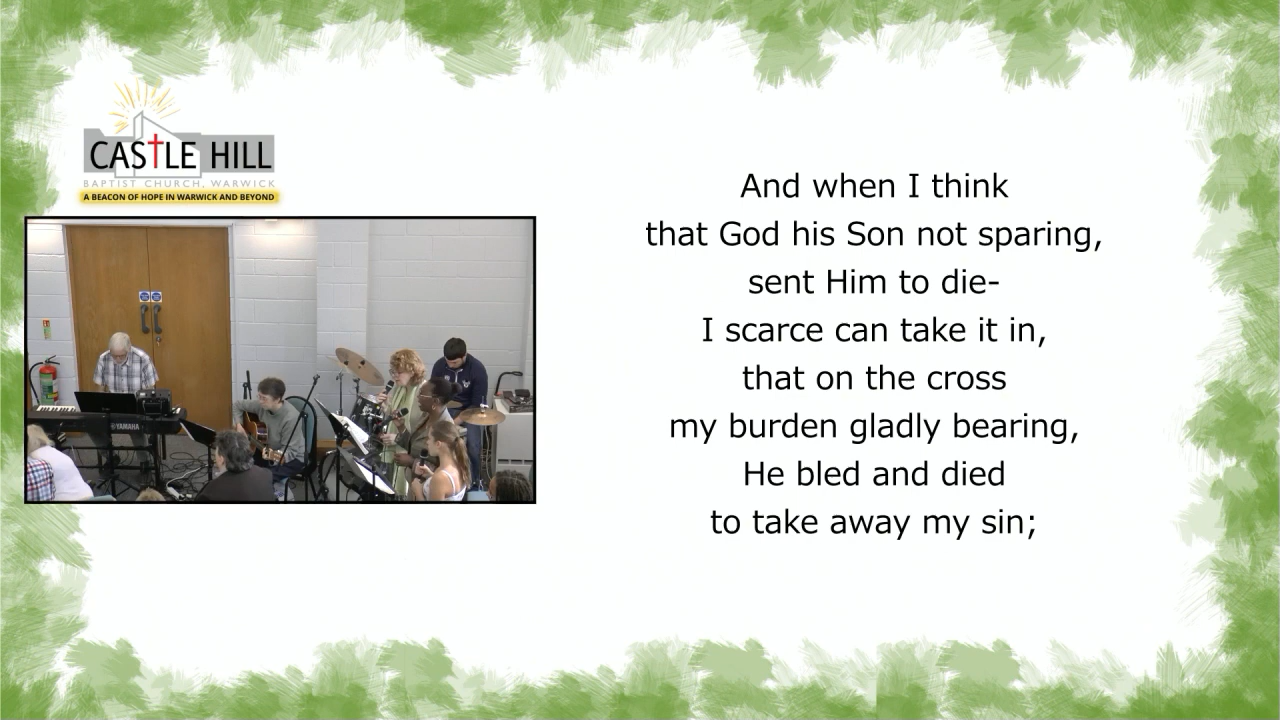 CASTLE HILL
BAPTIST CHURCH, WARWICK
A BEACON OF HOPE IN WARWICK AND BEYOND
YAMAHA
And when I think
that God his Son not sparing,
sent Him to die-
I scarce can take it in,
that on the cross
my burden gladly bearing,
He bled and died
to take away my sin;